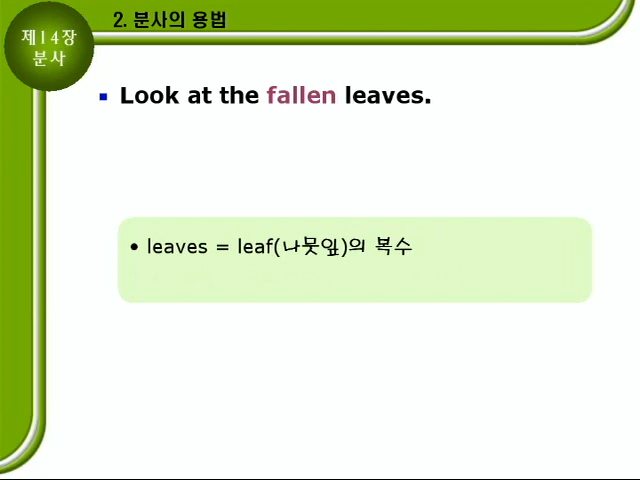 제14장
분사
2. 분사의 용법
▪ Look at the fallen leaves.
• leaves = leaf(나뭇잎)의 복수